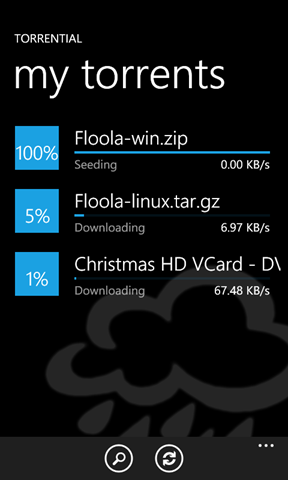 TORRENTIAL
my torrents
100%
Floola-win.zip
Seeding 0.00 KB/s
5%
Floola-linux.tar.gz
Downloading 6.97 KB/s
1%
Christmas HD VCard - DV
Downloading 67.48 KB/s